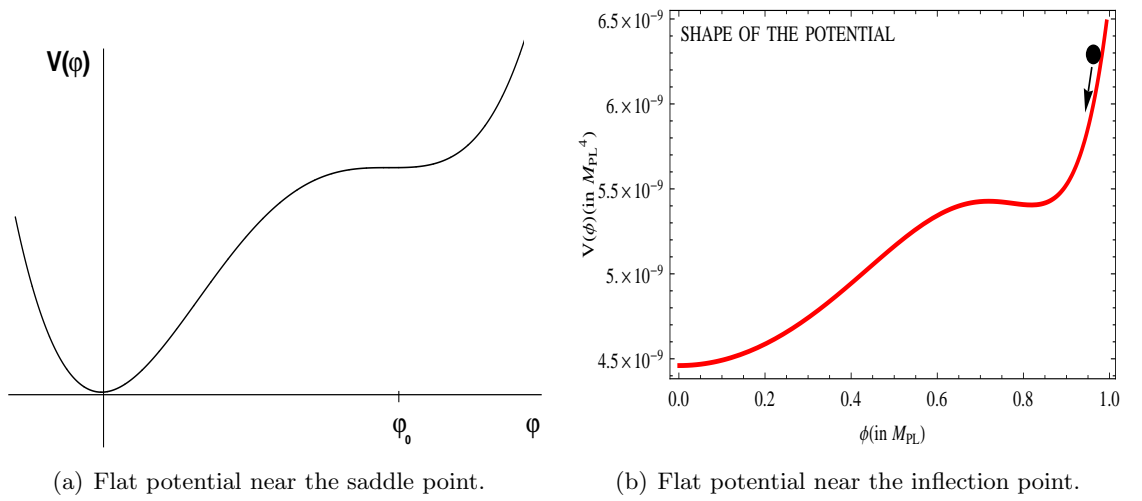 V(φ)
φ₀
φ
(a) Flat potential near the saddle point.
SHAPE OF THE POTENTIAL
V(ϕ)(in M_PL^4)
6.5×10⁻⁹
6.×10⁻⁹
5.5×10⁻⁹
5.×10⁻⁹
4.5×10⁻⁹
0.0 0.2 0.4 0.6 0.8 1.0
ϕ(in M_PL)
(b) Flat potential near the inflection point.